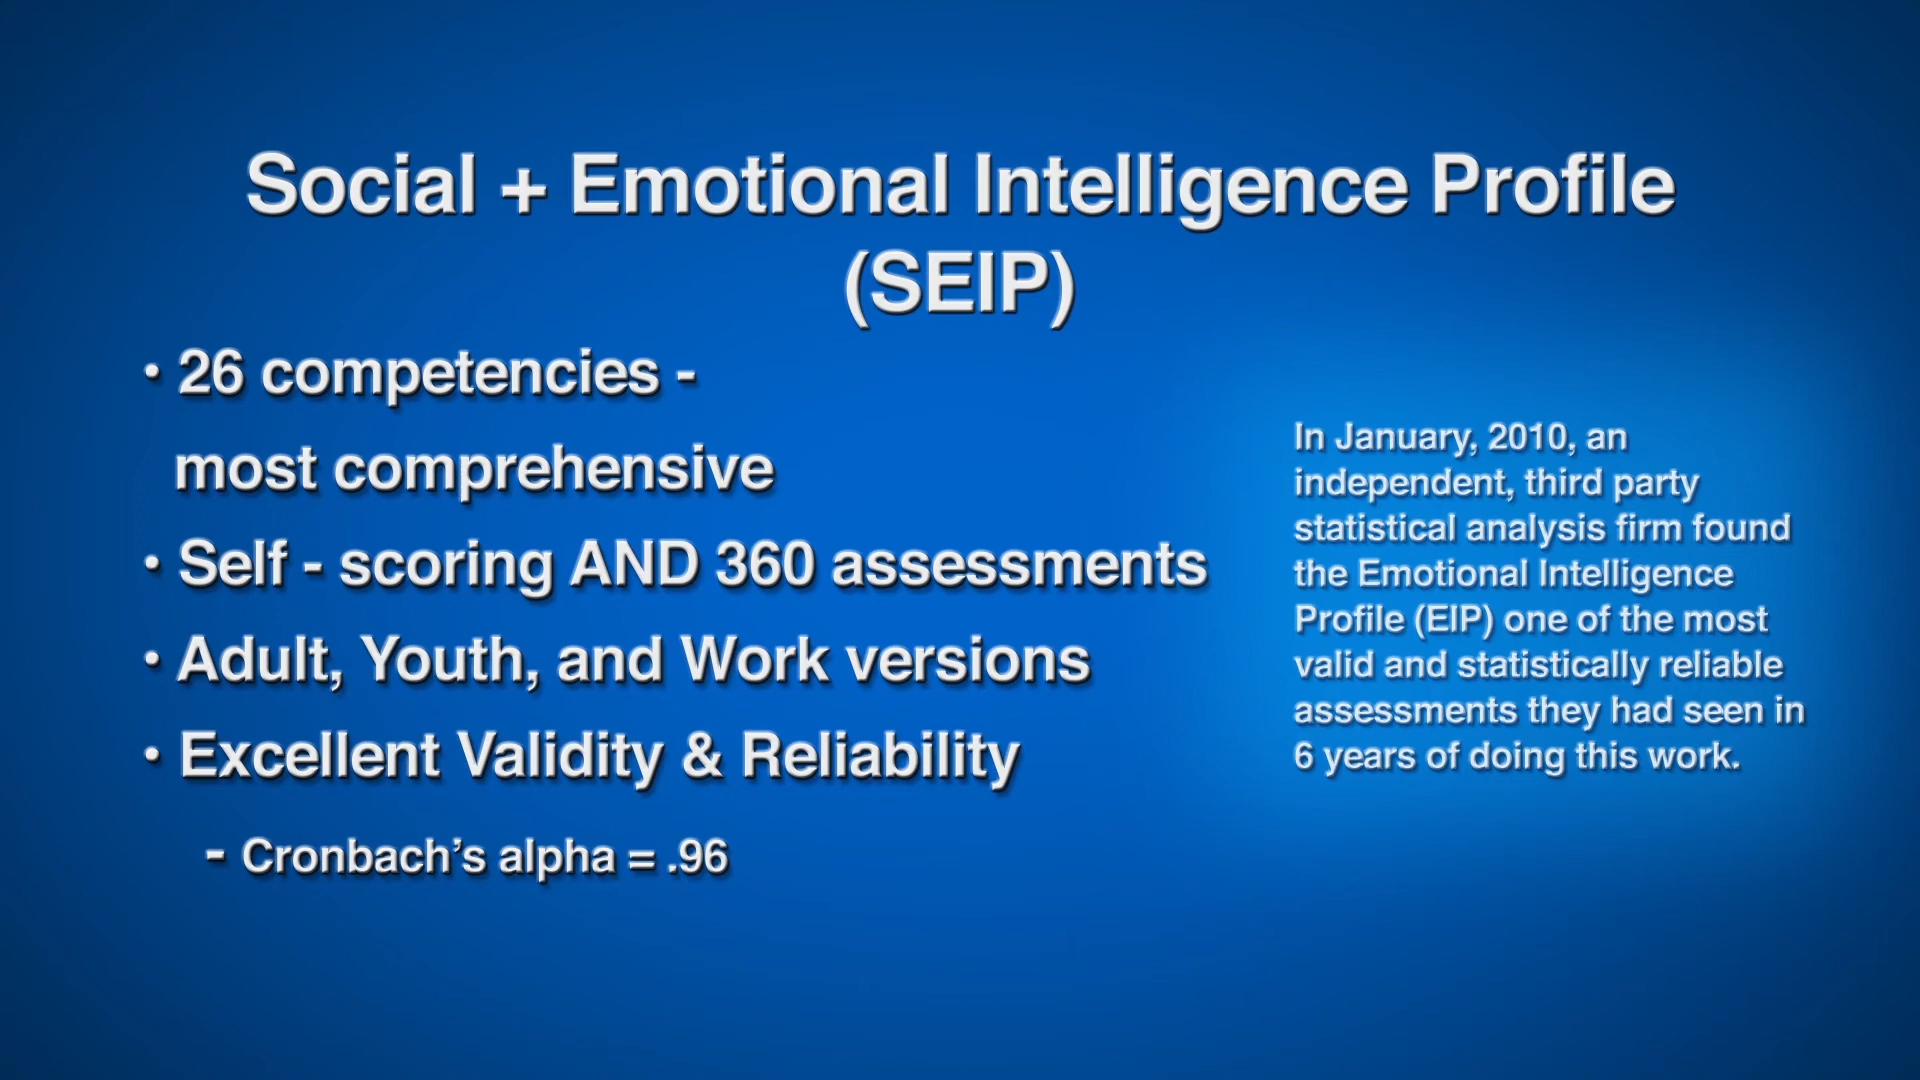 Social + Emotional Intelligence Profile
(SEIP)
• 26 competencies -
most comprehensive
• Self - scoring AND 360 assessments
• Adult, Youth, and Work versions
• Excellent Validity & Reliability
- Cronbach’s alpha = .96
In January, 2010, an
independent, third party
statistical analysis firm found
the Emotional Intelligence
Profile (EIP) one of the most
valid and statistically reliable
assessments they had seen in
6 years of doing this work.